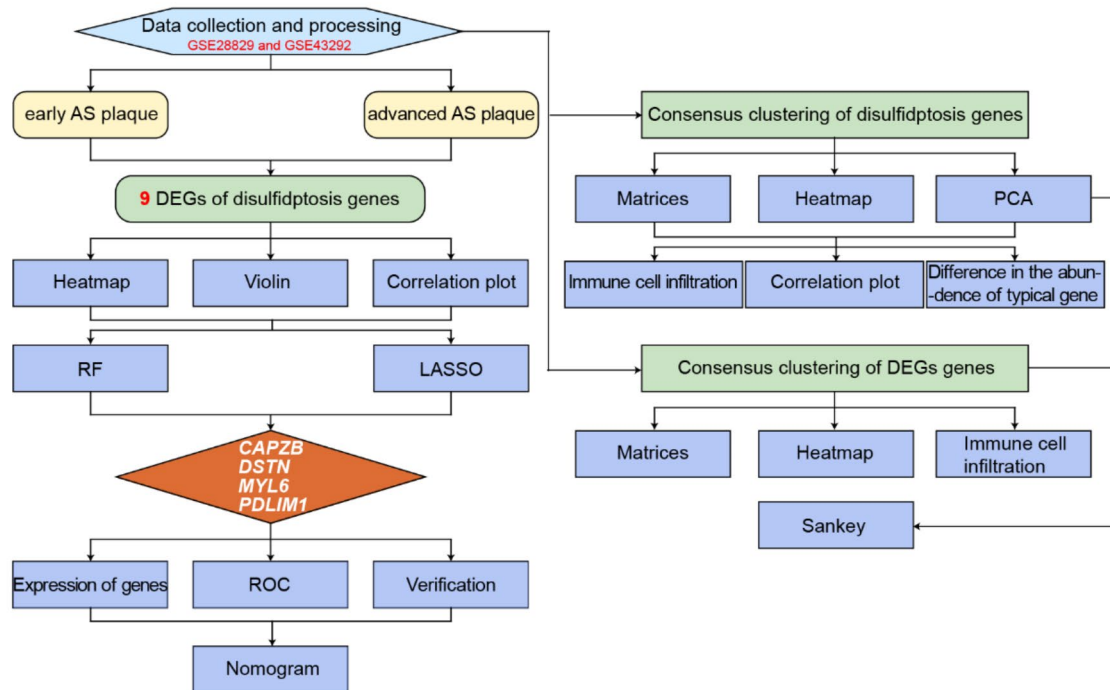 Data collection and processing
GSE28829 and GSE43292
early AS plaque
advanced AS plaque
9 DEGs of disulfidptosis genes
Heatmap
Violin
Correlation plot
RF
LASSO
CAPZB
DSTN
MYL6
PDLIM1
Expression of genes
ROC
Verification
Nomogram
Consensus clustering of disulfidptosis genes
Matrices
Heatmap
PCA
Immune cell infiltration
Correlation plot
Difference in the abun-
-dence of typical gene
Consensus clustering of DEGs genes
Matrices
Heatmap
Immune cell
infiltration
Sankey